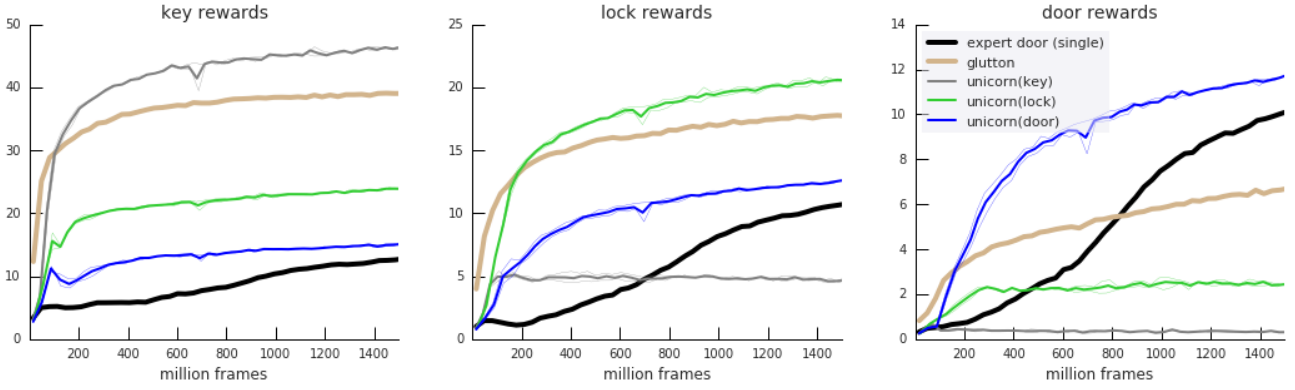 key rewards
50
40
30
20
10
0
200 400 600 800 1000 1200 1400
million frames
lock rewards
25
20
15
10
5
0
200 400 600 800 1000 1200 1400
million frames
door rewards
14
12
10
8
6
4
2
0
expert door (single)
glutton
unicorn(key)
unicorn(lock)
unicorn(door)
200 400 600 800 1000 1200 1400
million frames